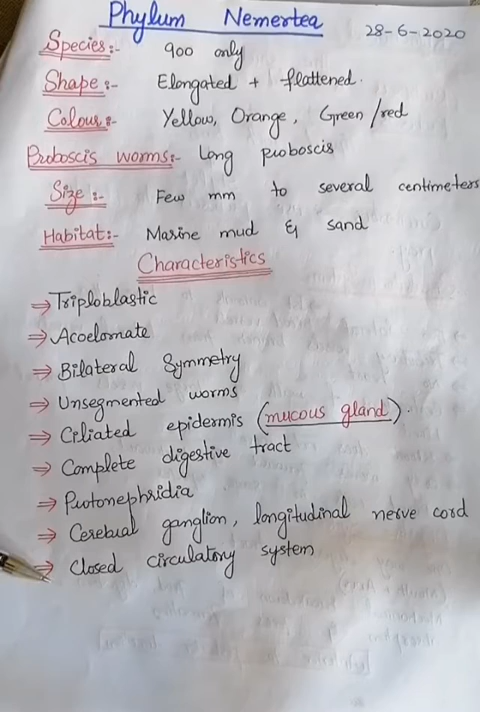 Phylum Nemertea
28-6-2020
Species:- 900 only
Shape:- Elongated + flattened.
Colour:- Yellow, Orange, Green/red
Proboscis worms:- Long proboscis
Size:- Few mm to several centimeters
Habitat:- Marine mud & sand
Characteristics
⇒ Triploblastic
⇒ Acoelomate
⇒ Bilateral Symmetry
⇒ Unsegmented worms
⇒ Ciliated epidermis (mucous gland).
⇒ Complete digestive tract
⇒ Protonephridia
⇒ Cerebral ganglion, longitudinal nerve cord
⇒ Closed circulatory system